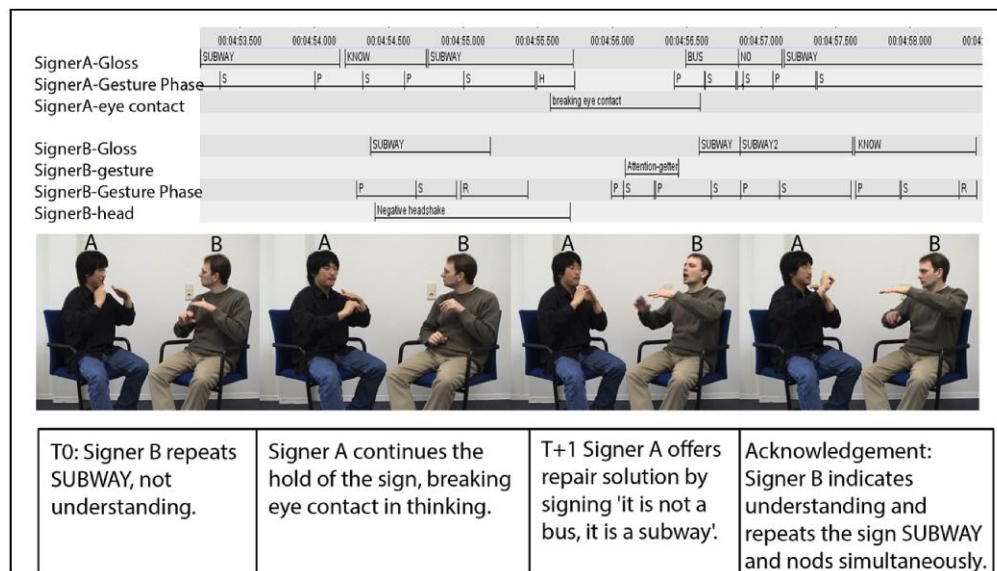 00:04:53.500 00:04:54.000 00:04:54.500 00:04:55.000 00:04:55.500 00:04:56.000 00:04:56.500 00:04:57.000 00:04:57.500 00:04:58.000 00:04:
SignerA-Gloss SUBWAY KNOW SUBWAY BUS NO SUBWAY
SignerA-Gesture Phase S P S P S H P S S P S
SignerA-eye contact breaking eye contact
SignerB-Gloss SUBWAY SUBWAY SUBWAY2 KNOW
SignerB-gesture Attention-getter
SignerB-Gesture Phase P S R P S P S P S P S R
SignerB-head Negative headshake
A B A B A B A B
T0: Signer B repeats
SUBWAY, not
understanding.
Signer A continues the
hold of the sign, breaking
eye contact in thinking.
T+1 Signer A offers
repair solution by
signing 'it is not a
bus, it is a subway'.
Acknowledgement:
Signer B indicates
understanding and
repeats the sign SUBWAY
and nods simultaneously.